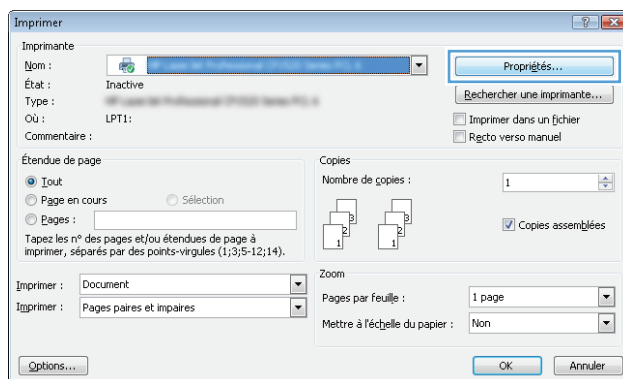 Imprimer
Imprimante
Nom :
Propriétés...
État : Inactive
Type :
Rechercher une imprimante...
Où : LPT1:
Imprimer dans un fichier
Commentaire :
Recto verso manuel
Étendue de page
Tout
Page en cours
Sélection
Pages :
Tapez les n° des pages et/ou étendues de page à
imprimer, séparés par des points-virgules (1;3;5-12;14).
Copies
Nombre de copies : 1
Copies assemblées
Imprimer : Document
Imprimer : Pages paires et impaires
Zoom
Pages par feuille : 1 page
Mettre à l'échelle du papier : Non
Options...
OK
Annuler